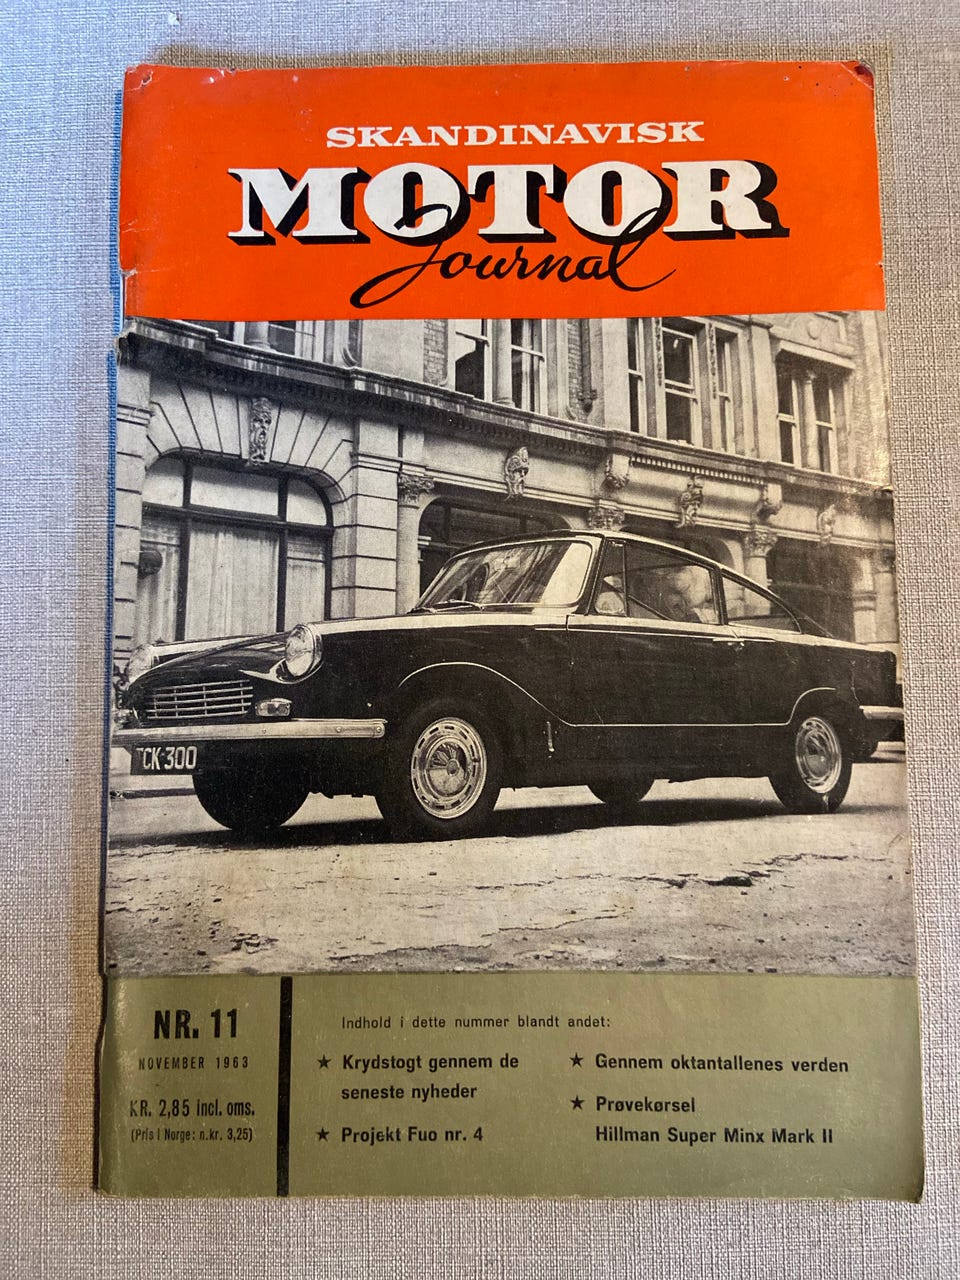 SKANDINAVISK
MOTOR
Journal
CK·300
NR. 11
NOVEMBER 1963
KR. 2,85 incl. oms.
(Pris i Norge: n.kr. 3,25)
Indhold i dette nummer blandt andet:
★ Krydstogt gennem de
seneste nyheder
★ Projekt Fuo nr. 4
★ Gennem oktantallenes verden
★ Prøvekørsel
Hillman Super Minx Mark II